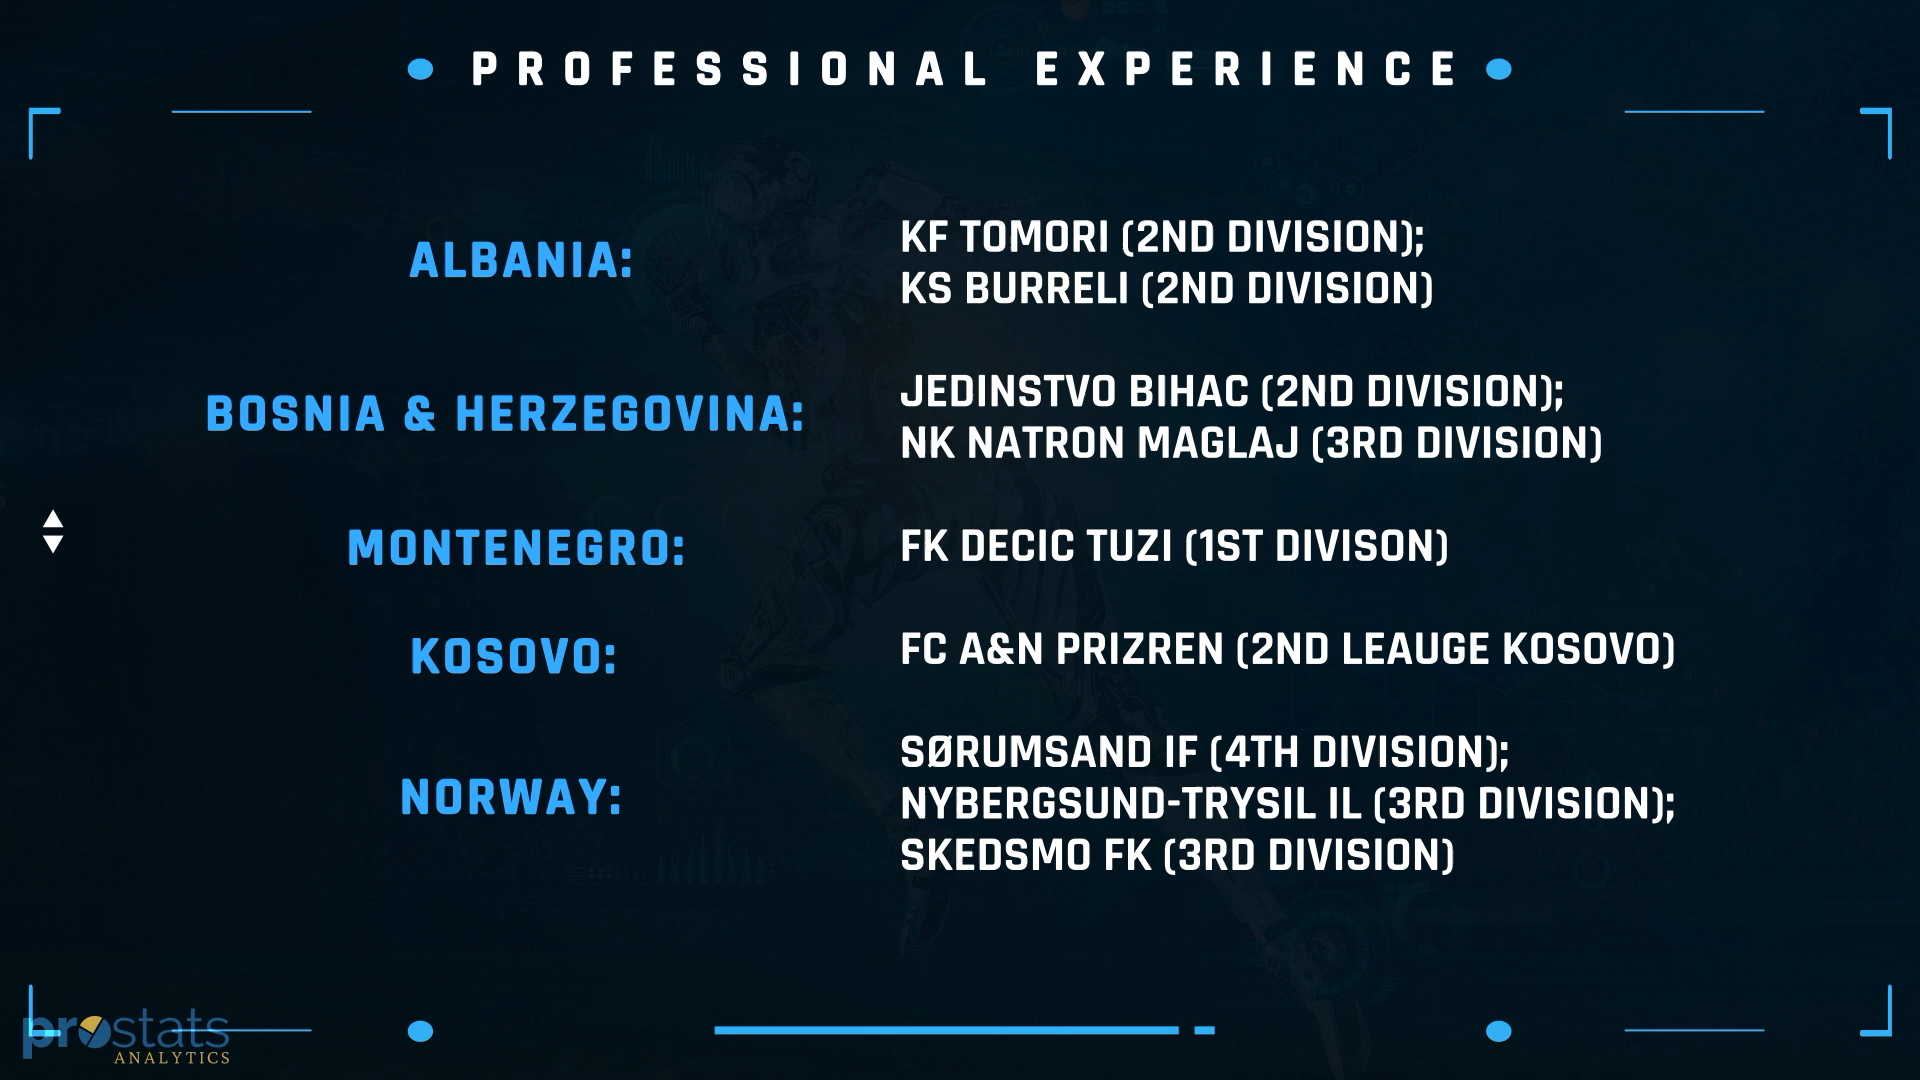 PROFESSIONAL EXPERIENCE
ALBANIA:
KF TOMORI (2ND DIVISION);
KS BURRELI (2ND DIVISION)
BOSNIA & HERZEGOVINA:
JEDINSTVO BIHAC (2ND DIVISION);
NK NATRON MAGLAJ (3RD DIVISION)
MONTENEGRO:
FK DECIC TUZI (1ST DIVISON)
KOSOVO:
FC A&N PRIZREN (2ND LEAUGE KOSOVO)
NORWAY:
SØRUMSAND IF (4TH DIVISION);
NYBERGSUND-TRYSIL IL (3RD DIVISION);
SKEDSMO FK (3RD DIVISION)
prostats
ANALYTICS